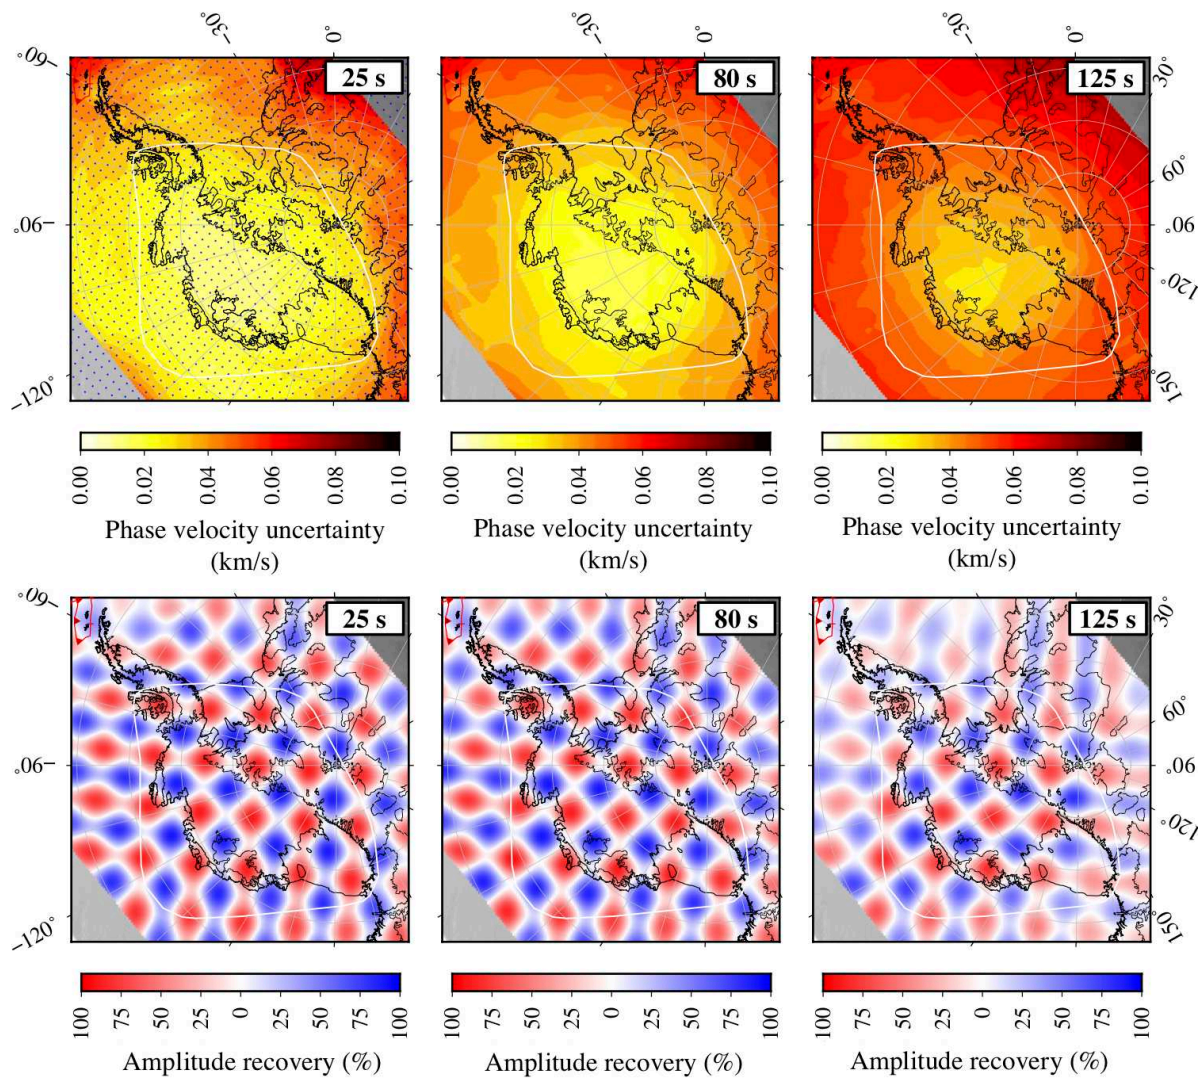 −30° 0° −30° 0° −30° 0°
−60° 25 s 80 s 125 s 30°
60°
−90° 90°
120°
−120° 150°
0.00 0.02 0.04 0.06 0.08 0.10 0.00 0.02 0.04 0.06 0.08 0.10 0.00 0.02 0.04 0.06 0.08 0.10
Phase velocity uncertainty Phase velocity uncertainty Phase velocity uncertainty
(km/s) (km/s) (km/s)
−60° 25 s 80 s 125 s 30°
60°
−90° 90°
120°
−120° 150°
100 75 50 25 0 25 50 75 100 100 75 50 25 0 25 50 75 100 100 75 50 25 0 25 50 75 100
Amplitude recovery (%) Amplitude recovery (%) Amplitude recovery (%)